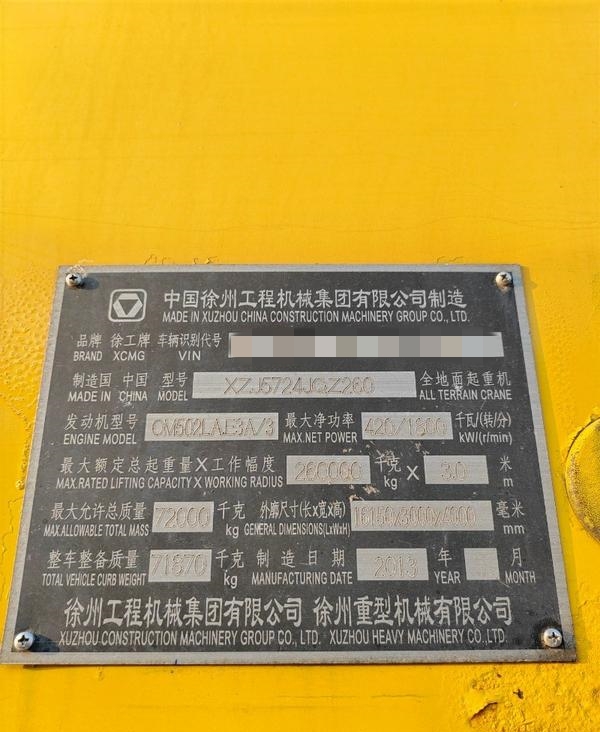 中国徐州工程机械集团有限公司制造
MADE IN XUZHOU CHINA CONSTRUCTION MACHINERY GROUP CO., LTD.
品牌 徐工牌 车辆识别代号
BRAND XCMG VIN
制造国 中国 型号 XZJ5724JQZ260 全地面起重机
MADE IN CHINA MODEL ALL TERRAIN CRANE
发动机型号 OM502LA.E3A/3 最大净功率 420/1800 千瓦/(转/分)
ENGINE MODEL MAX.NET POWER kW/(r/min)
最大额定总起重量X工作幅度 260000 千克 X 3.0 米
MAX.RATED LIFTING CAPACITY X WORKING RADIUS kg m
最大允许总质量 72000 千克 外廓尺寸(长x宽x高) 16150/3000/4000 毫米
MAX.ALLOWABLE TOTAL MASS kg GENERAL DIMENSIONS(LxWxH) mm
整车整备质量 71870 千克 制造日期 2013 年 月
TOTAL VEHICLE CURB WEIGHT kg MANUFACTURING DATE YEAR MONTH
徐州工程机械集团有限公司 徐州重型机械有限公司
XUZHOU CONSTRUCTION MACHINERY GROUP CO., LTD. XUZHOU HEAVY MACHINERY CO.,LTD.